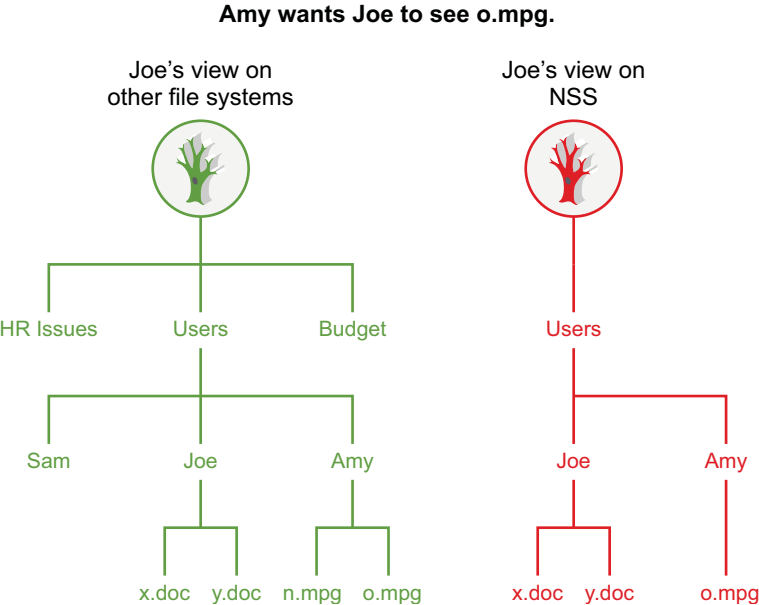 Amy wants Joe to see o.mpg.
Joe's view on
other file systems
Joe's view on
NSS
HR Issues Users Budget
Users
Sam Joe Amy
Joe Amy
x.doc y.doc n.mpg o.mpg
x.doc y.doc o.mpg